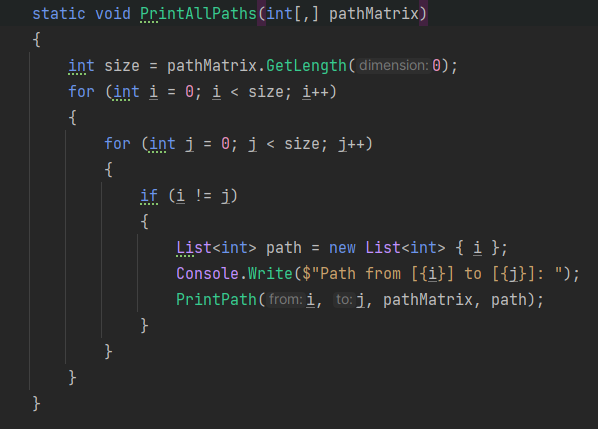 static void PrintAllPaths(int[,] pathMatrix)
{
    int size = pathMatrix.GetLength(dimension:0);
    for (int i = 0; i < size; i++)
    {
        for (int j = 0; j < size; j++)
        {
            if (i != j)
            {
                List<int> path = new List<int> { i };
                Console.Write($"Path from [{i}] to [{j}]: ");
                PrintPath(from:i, to:j, pathMatrix, path);
            }
        }
    }
}